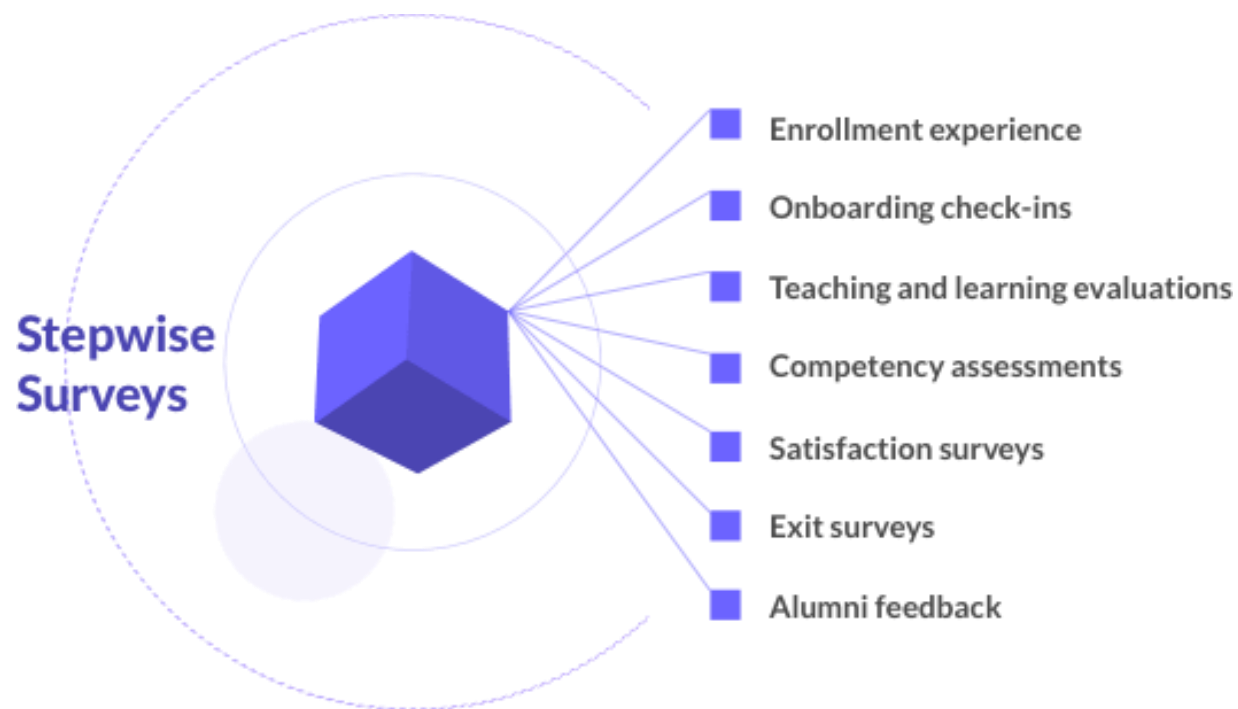 Stepwise
Surveys
Enrollment experience
Onboarding check-ins
Teaching and learning evaluations
Competency assessments
Satisfaction surveys
Exit surveys
Alumni feedback